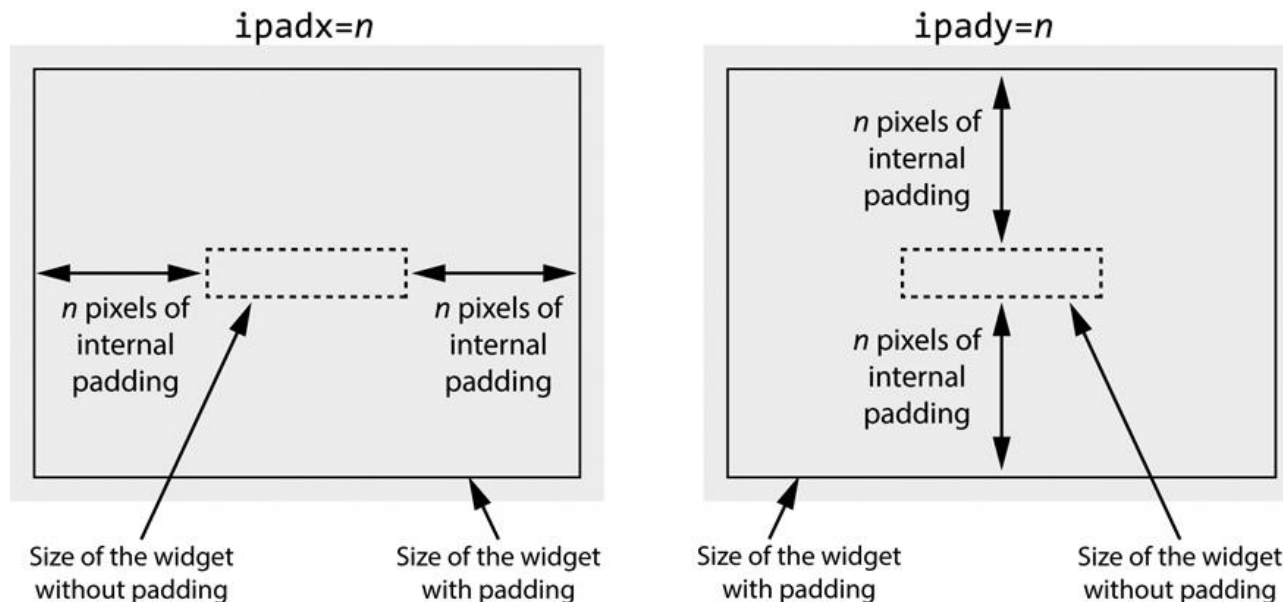 ipadx=n
n pixels of
internal
padding
n pixels of
internal
padding
Size of the widget
without padding
Size of the widget
with padding
ipady=n
n pixels of
internal
padding
n pixels of
internal
padding
Size of the widget
with padding
Size of the widget
without padding